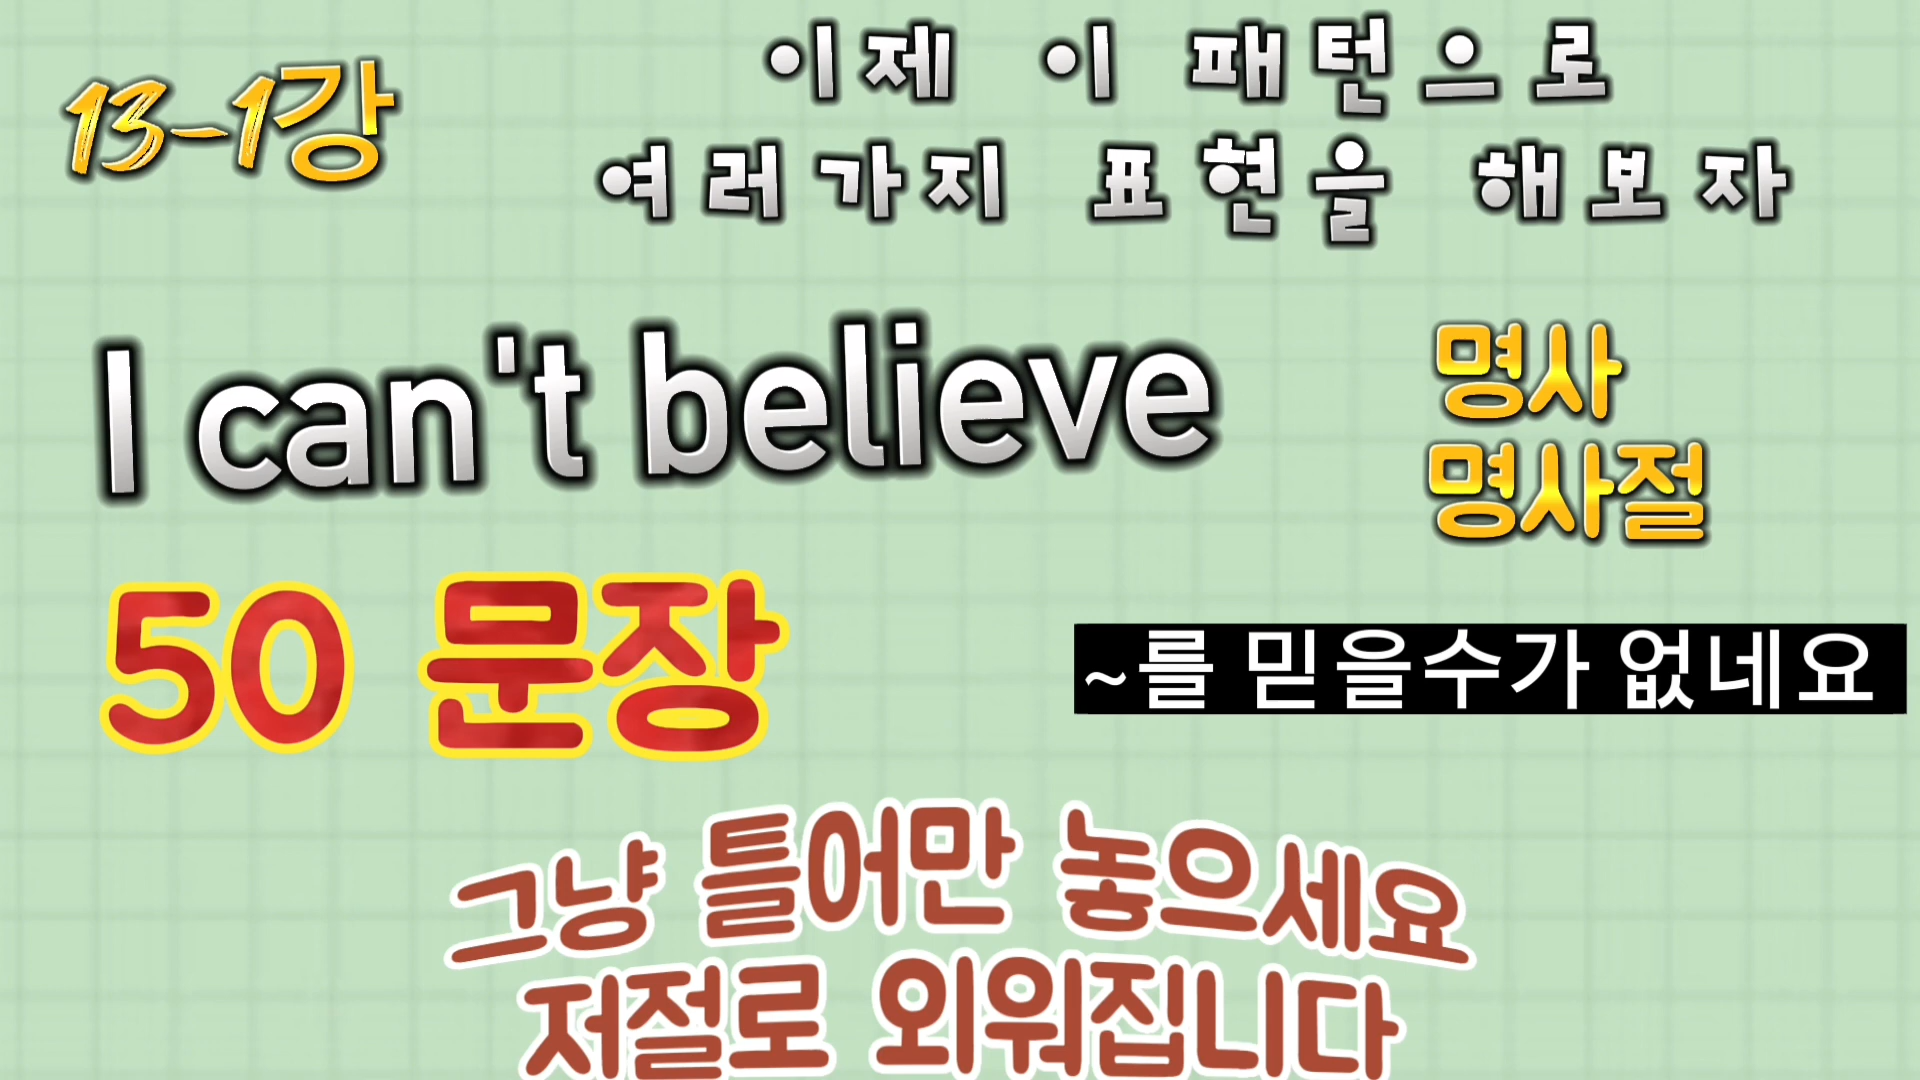 13-1강
이제 이 패턴으로
여러가지 표현을 해보자
I can't believe
명사
명사절
50 문장
~를 믿을수가 없네요
그냥 틀어만 놓으세요
저절로 외워집니다